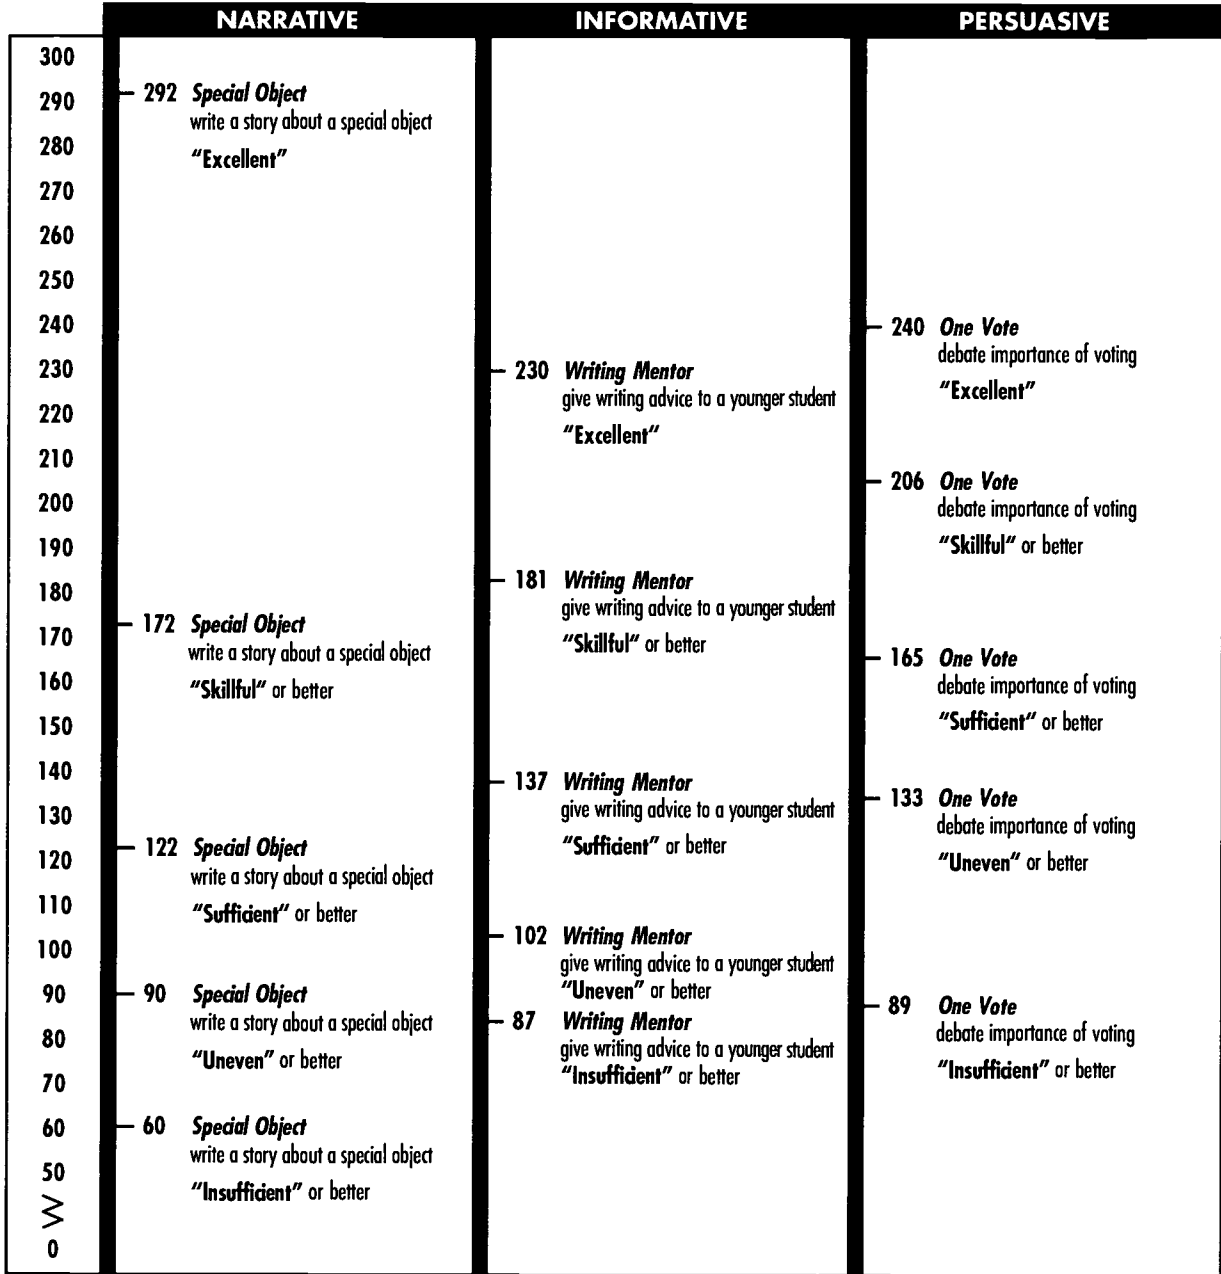 NARRATIVE
INFORMATIVE
PERSUASIVE
300
290
280
270
260
250
240
230
220
210
200
190
180
170
160
150
140
130
120
110
100
90
80
70
60
50
0
292 Special Object
write a story about a special object
"Excellent"
172 Special Object
write a story about a special object
"Skillful" or better
122 Special Object
write a story about a special object
"Sufficient" or better
90 Special Object
write a story about a special object
"Uneven" or better
60 Special Object
write a story about a special object
"Insufficient" or better
230 Writing Mentor
give writing advice to a younger student
"Excellent"
181 Writing Mentor
give writing advice to a younger student
"Skillful" or better
137 Writing Mentor
give writing advice to a younger student
"Sufficient" or better
102 Writing Mentor
give writing advice to a younger student
"Uneven" or better
87 Writing Mentor
give writing advice to a younger student
"Insufficient" or better
240 One Vote
debate importance of voting
"Excellent"
206 One Vote
debate importance of voting
"Skillful" or better
165 One Vote
debate importance of voting
"Sufficient" or better
133 One Vote
debate importance of voting
"Uneven" or better
89 One Vote
debate importance of voting
"Insufficient" or better